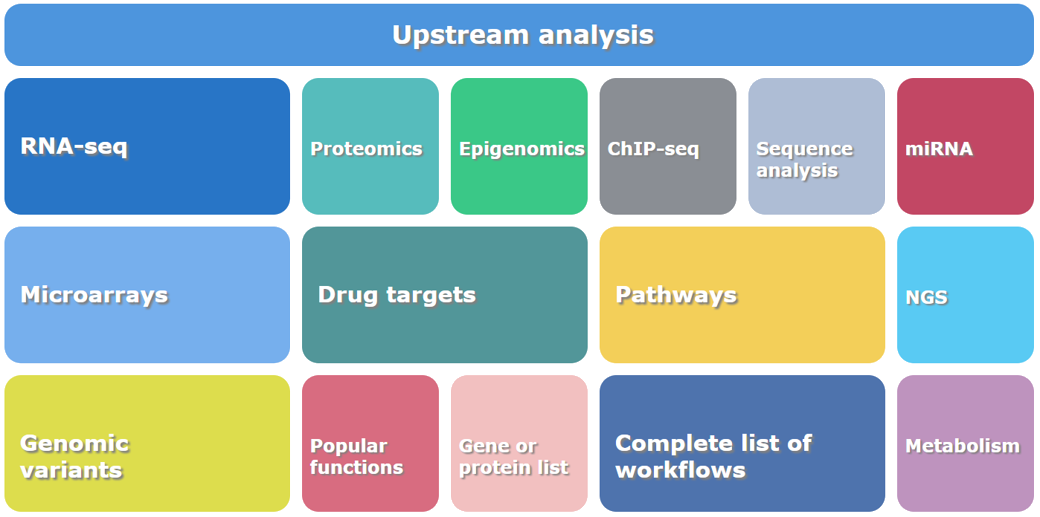 Upstream analysis
RNA-seq
Proteomics
Epigenomics
ChIP-seq
Sequence
analysis
miRNA
Microarrays
Drug targets
Pathways
NGS
Genomic
variants
Popular
functions
Gene or
protein list
Complete list of
workflows
Metabolism